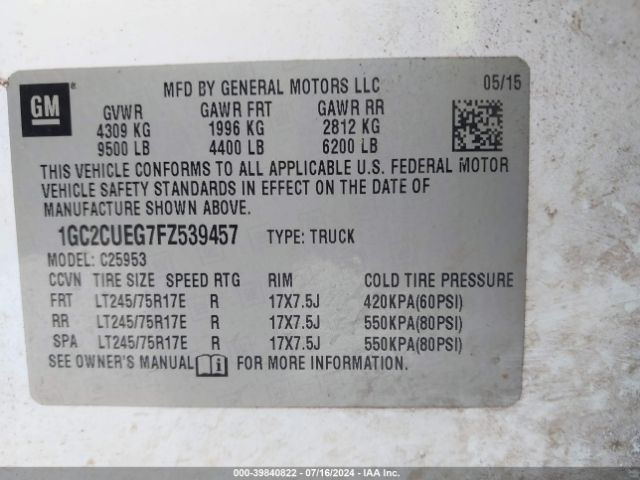 GM
MFD BY GENERAL MOTORS LLC 05/15
GVWR GAWR FRT GAWR RR
4309 KG 1996 KG 2812 KG
9500 LB 4400 LB 6200 LB
THIS VEHICLE CONFORMS TO ALL APPLICABLE U.S. FEDERAL MOTOR
VEHICLE SAFETY STANDARDS IN EFFECT ON THE DATE OF
MANUFACTURE SHOWN ABOVE.
1GC2CUEG7FZ539457 TYPE: TRUCK
MODEL: C25953
CCVN TIRE SIZE SPEED RTG RIM COLD TIRE PRESSURE
FRT LT245/75R17E R 17X7.5J 420KPA(60PSI)
RR LT245/75R17E R 17X7.5J 550KPA(80PSI)
SPA LT245/75R17E R 17X7.5J 550KPA(80PSI)
SEE OWNER'S MANUAL FOR MORE INFORMATION.
000-39840822 - 07/16/2024 - IAA Inc.